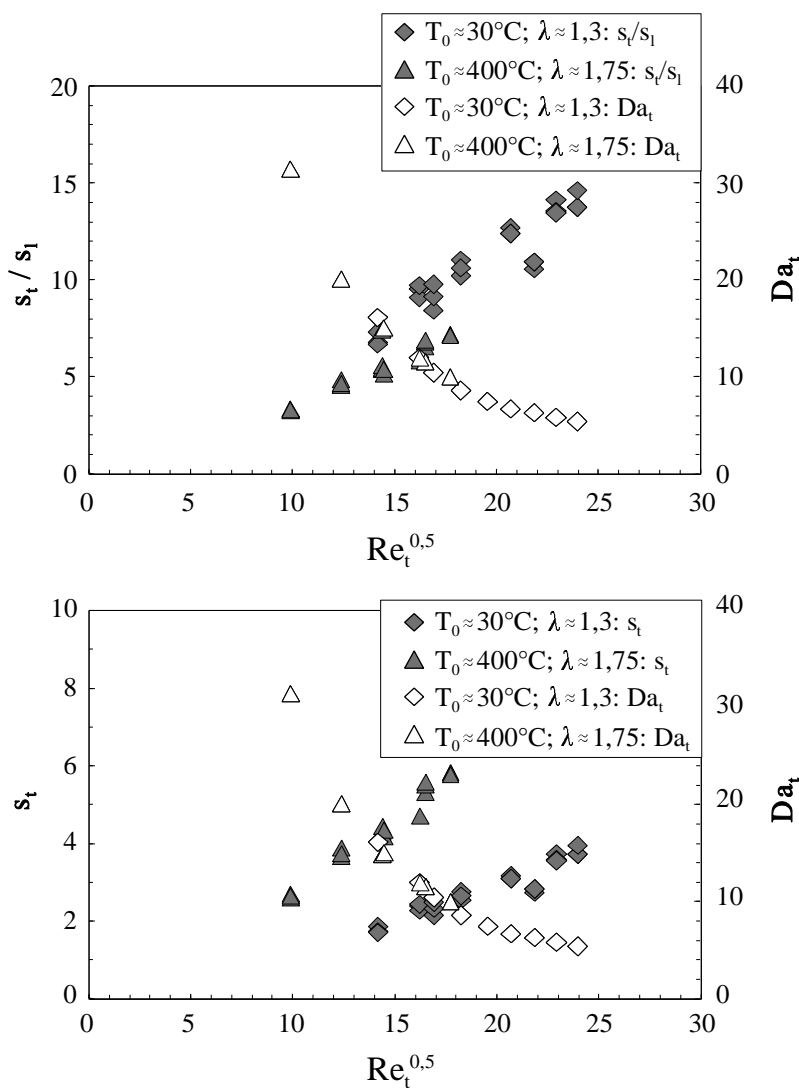 T₀≈30°C; λ≈1,3: sₜ/sₗ
T₀≈400°C; λ≈1,75: sₜ/sₗ
T₀≈30°C; λ≈1,3: Daₜ
T₀≈400°C; λ≈1,75: Daₜ
20
15
10
5
0
sₜ / sₗ
40
30
20
10
0
Daₜ
0 5 10 15 20 25 30
Reₜ^0,5
T₀≈30°C; λ≈1,3: sₜ
T₀≈400°C; λ≈1,75: sₜ
T₀≈30°C; λ≈1,3: Daₜ
T₀≈400°C; λ≈1,75: Daₜ
10
8
6
4
2
0
sₜ
40
30
20
10
0
Daₜ
0 5 10 15 20 25 30
Reₜ^0,5